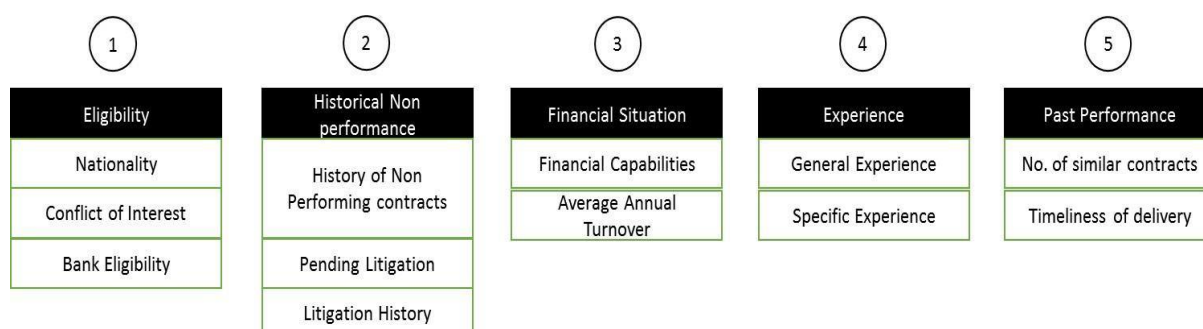 1
Eligibility
Nationality
Conflict of Interest
Bank Eligibility
2
Historical Non
performance
History of Non
Performing contracts
Pending Litigation
Litigation History
3
Financial Situation
Financial Capabilities
Average Annual
Turnover
4
Experience
General Experience
Specific Experience
5
Past Performance
No. of similar contracts
Timeliness of delivery